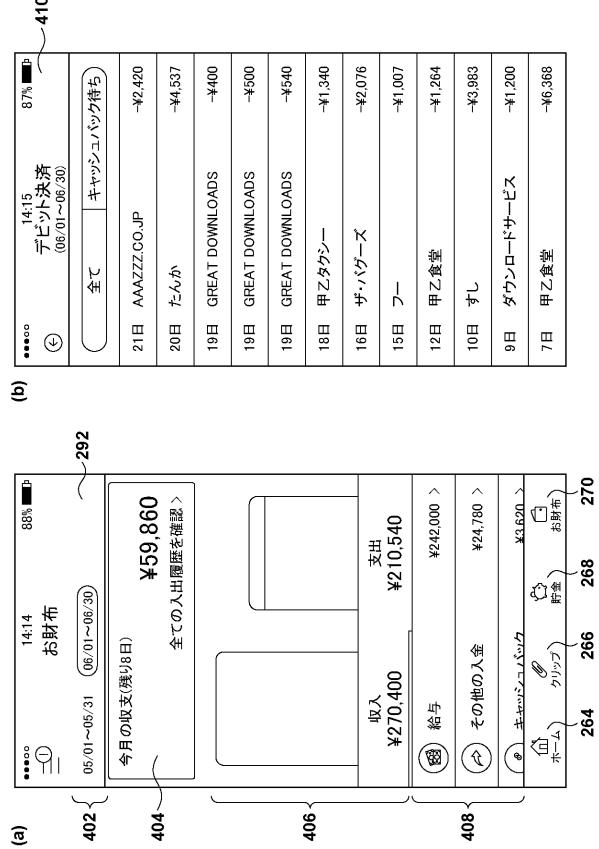 (a)
14:14
88%
お財布
05/01～05/31
06/01～06/30
今月の収支(残り8日)
¥59,860
全ての入出履歴を確認 >
収入
¥270,400
支出
¥210,540
給与
¥242,000 >
その他の入金
¥24,780 >
キャッシュバック
¥3,620 >
ホーム
クリップ
貯金
お財布
292
402
404
406
408
264
266
268
270
(b)
14:15
87%
デビット決済
(06/01～06/30)
全て
キャッシュバック待ち
21日 AAAZZZ.CO.JP −¥2,420
20日 たんか −¥4,537
19日 GREAT DOWNLOADS −¥400
19日 GREAT DOWNLOADS −¥500
19日 GREAT DOWNLOADS −¥540
18日 甲乙タクシー −¥1,340
16日 ザ・バグーズ −¥2,076
15日 フー −¥1,007
12日 甲乙食堂 −¥1,264
10日 すし −¥3,983
9日 ダウンロードサービス −¥1,200
7日 甲乙食堂 −¥6,368
410